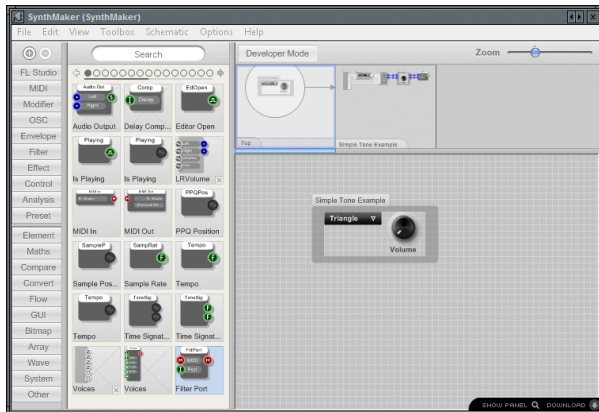 SynthMaker (SynthMaker)
File Edit View Toolbox Schematic Options Help
Search
Developer Mode
Zoom
FL Studio
MIDI
Modifier
OSC
Envelope
Filter
Effect
Control
Analysis
Preset
Element
Maths
Compare
Convert
Flow
GUI
Bitmap
Array
Wave
System
Other
Audio Out
Left
Right
Comp
Delay
EdOpen
Audio Output
Delay Comp...
Editor Open
Playing
Playing
Is Playing
Is Playing
LRVolume
MIDI In
MIDI Out
PPQPos
MIDI In
MIDI Out
PPQ Position
SampleP
SampRat
Tempo
Sample Pos...
Sample Rate
Tempo
Tempo
TimeSig
TimeSig
Tempo
Time Signat...
Time Signat...
FiltPort
MIDI
Port
Voices
Voices
Filter Port
Top
Simple Tone Example
Simple Tone Example
Triangle
Volume
SHOW PANEL
DOWNLOAD